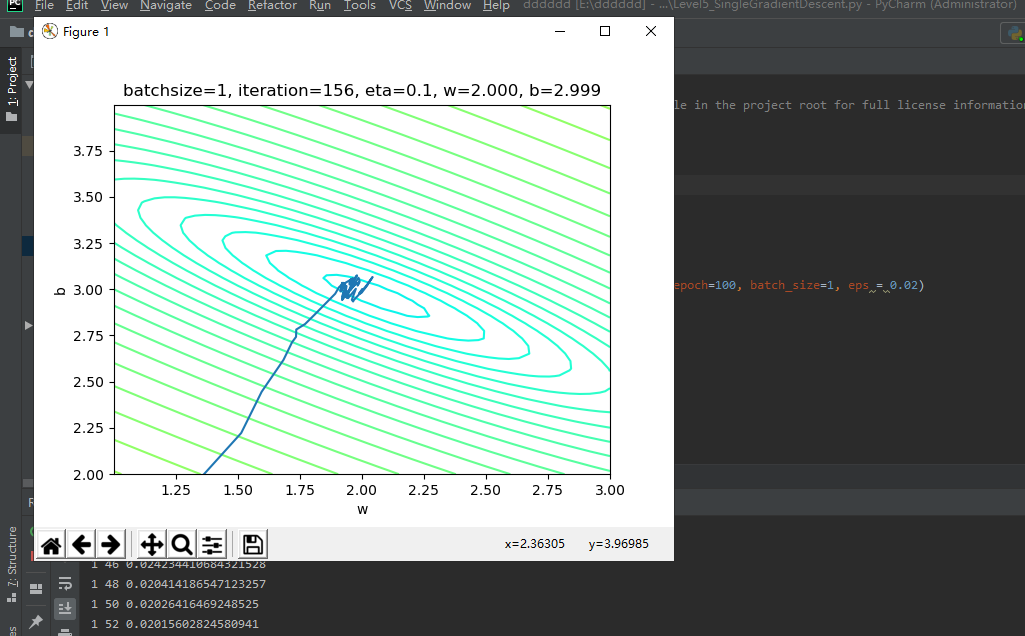 File Edit View Navigate Code Refactor Run Tools VCS Window Help dddddd [E:\dddddd] - ...\Level5_SingleGradientDescent.py - PyCharm (Administrator)
Figure 1
1: Project
batchsize=1, iteration=156, eta=0.1, w=2.000, b=2.999
le in the project root for full license information
3.75
3.50
3.25
b
3.00
epoch=100, batch_size=1, eps = 0.02)
2.75
2.50
2.25
2.00
1.25 1.50 1.75 2.00 2.25 2.50 2.75 3.00
w
x=2.36305 y=3.96985
7: Structure
1 46 0.024234410684321528
1 48 0.020414186547123257
1 50 0.02026416469248525
1 52 0.02015602824580941